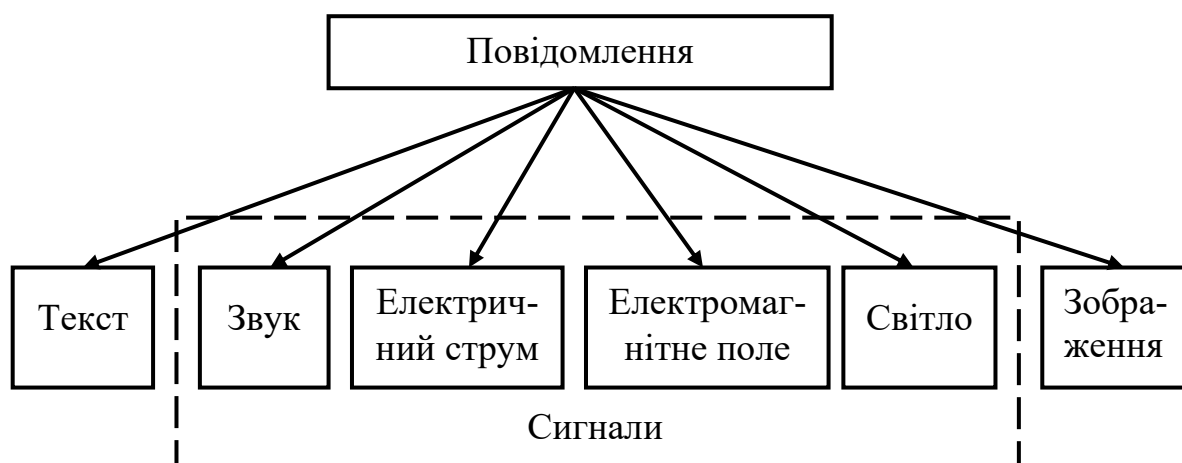 Повідомлення
Текст
Звук
Електрич-
ний струм
Електромаг-
нітне поле
Світло
Зобра-
ження
Сигнали